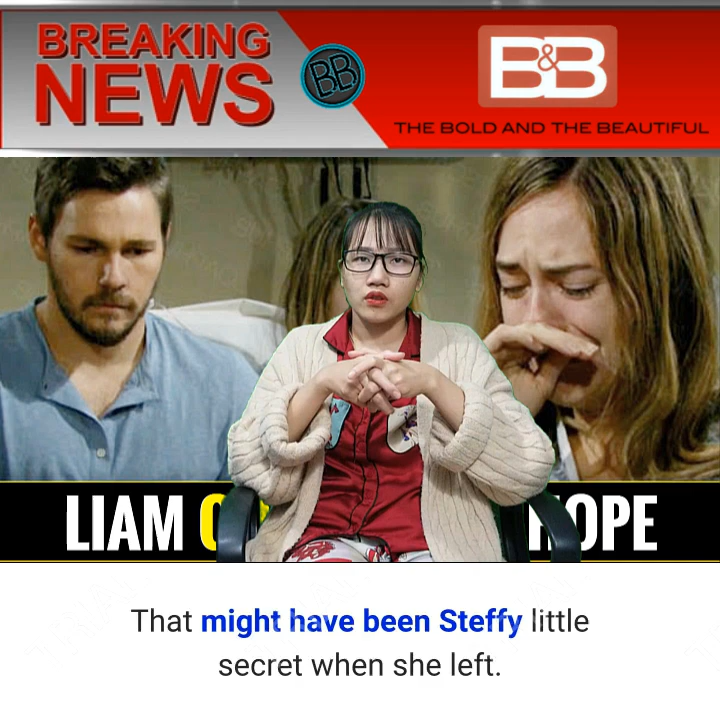 BREAKING
NEWS
BB
B&B
THE BOLD AND THE BEAUTIFUL
LIAM
HOPE
That might have been Steffy little
secret when she left.